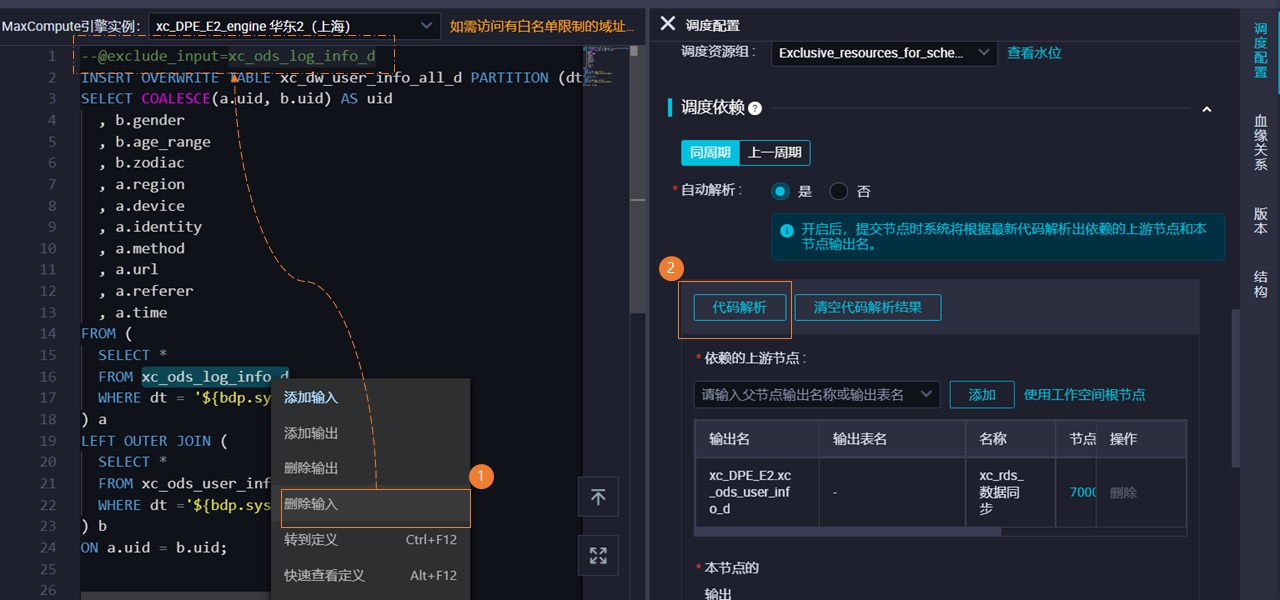 MaxCompute引擎实例: xc_DPE_E2_engine 华东2（上海） 如需访问有白名单限制的域址...
1 --@exclude_input=xc_ods_log_info_d
2 INSERT OVERWRITE TABLE xc_dw_user_info_all_d PARTITION (dt
3 SELECT COALESCE(a.uid, b.uid) AS uid
4 , b.gender
5 , b.age_range
6 , b.zodiac
7 , a.region
8 , a.device
9 , a.identity
10 , a.method
11 , a.url
12 , a.referer
13 , a.time
14 FROM (
15 SELECT *
16 FROM xc_ods_log_info_d
17 WHERE dt = '${bdp.sy
18 ) a
19 LEFT OUTER JOIN (
20 SELECT *
21 FROM xc_ods_user_inf
22 WHERE dt ='${bdp.sys
23 ) b
24 ON a.uid = b.uid;
25
26
添加输入
添加输出
删除输出
删除输入
1
转到定义 Ctrl+F12
快速查看定义 Alt+F12
调度配置
调度资源组: Exclusive_resources_for_sche... 查看水位
调度依赖 ?
同周期 上一周期
*自动解析: 是 否
开启后，提交节点时系统将根据最新代码解析出依赖的上游节点和本
节点输出名。
2
代码解析 清空代码解析结果
*依赖的上游节点:
请输入父节点输出名称或输出表名 添加 使用工作空间根节点
输出名 输出表名 名称 节点 操作
xc_DPE_E2.xc
_ods_user_inf
o_d
-
xc_rds_
数据同
步
7000 删除
*本节点的
输出
调度配置
血缘关系
版本
结构